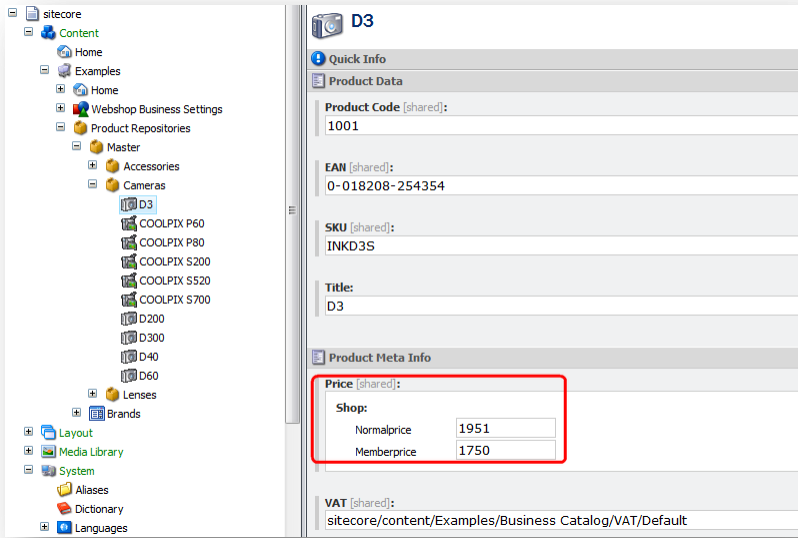 sitecore
Content
Home
Examples
Home
Webshop Business Settings
Product Repositories
Master
Accessories
Cameras
D3
COOLPIX P60
COOLPIX P80
COOLPIX S200
COOLPIX S520
COOLPIX S700
D200
D300
D40
D60
Lenses
Brands
Layout
Media Library
System
Aliases
Dictionary
Languages
D3
Quick Info
Product Data
Product Code [shared]:
1001
EAN [shared]:
0-018208-254354
SKU [shared]:
INKD3S
Title:
D3
Product Meta Info
Price [shared]:
Shop:
Normalprice 1951
Memberprice 1750
VAT [shared]:
sitecore/content/Examples/Business Catalog/VAT/Default